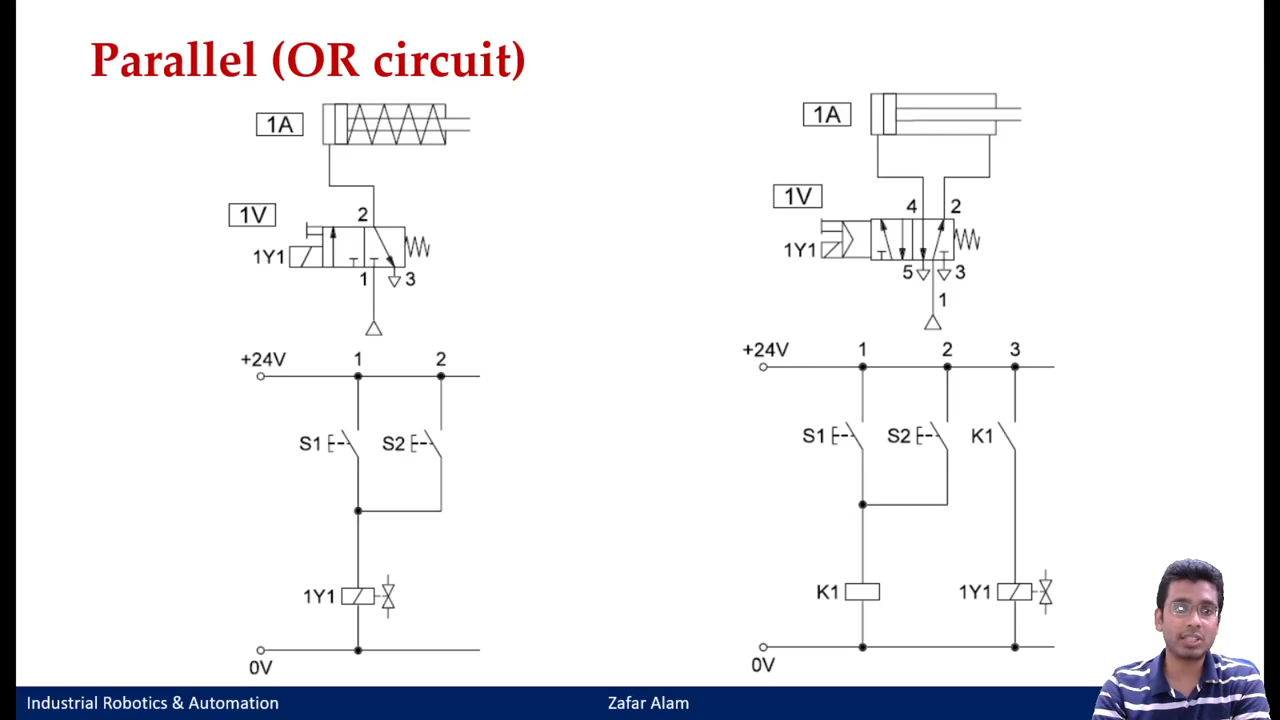 Parallel (OR circuit)
1A
1V
2
1Y1
1 3
+24V 1 2
S1 S2
1Y1
0V
1A
1V
4 2
1Y1
5 3
1
+24V 1 2 3
S1 S2 K1
K1 1Y1
0V
Industrial Robotics & Automation Zafar Alam